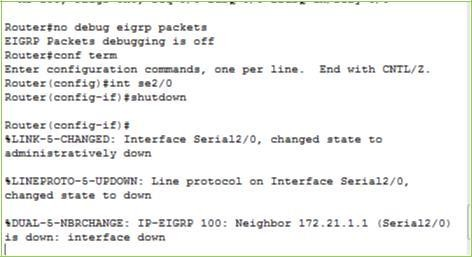 Router#no debug eigrp packets
EIGRP Packets debugging is off
Router#conf term
Enter configuration commands, one per line.  End with CNTL/Z.
Router(config)#int se2/0
Router(config-if)#shutdown
Router(config-if)#
%LINK-5-CHANGED: Interface Serial2/0, changed state to
administratively down
%LINEPROTO-5-UPDOWN: Line protocol on Interface Serial2/0,
changed state to down
%DUAL-5-NBRCHANGE: IP-EIGRP 100: Neighbor 172.21.1.1 (Serial2/0)
is down: interface down